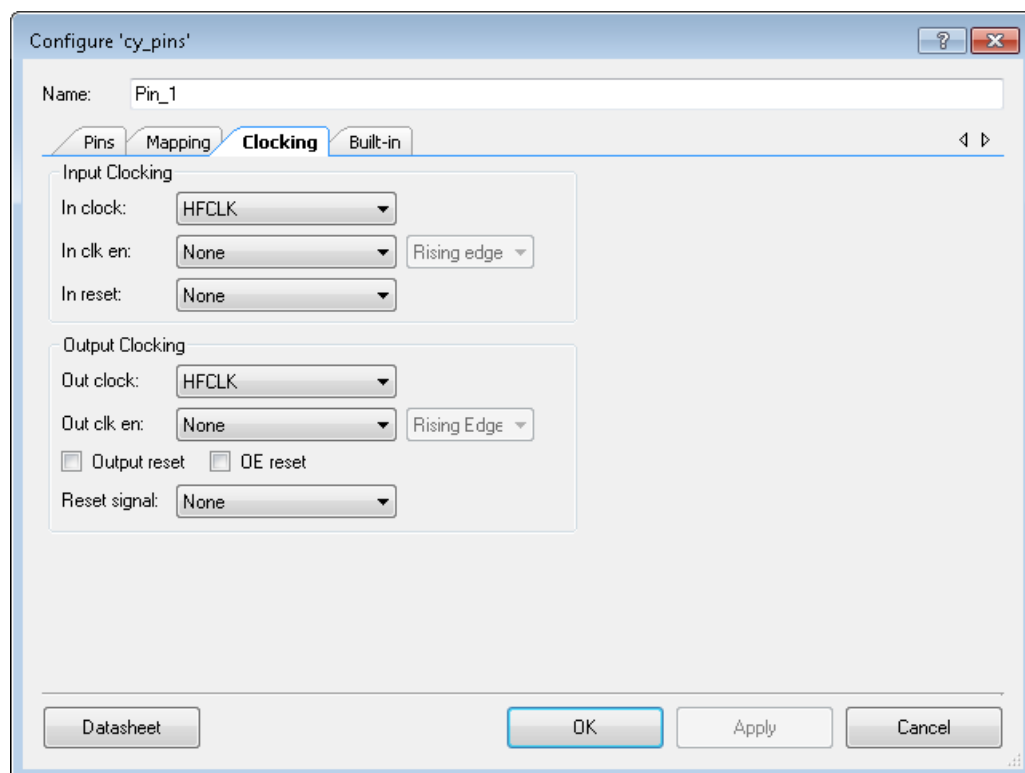 Configure 'cy_pins'
Name: Pin_1
Pins Mapping Clocking Built-in
Input Clocking
In clock: HFCLK
In clk en: None Rising edge
In reset: None
Output Clocking
Out clock: HFCLK
Out clk en: None Rising Edge
Output reset OE reset
Reset signal: None
Datasheet OK Apply Cancel